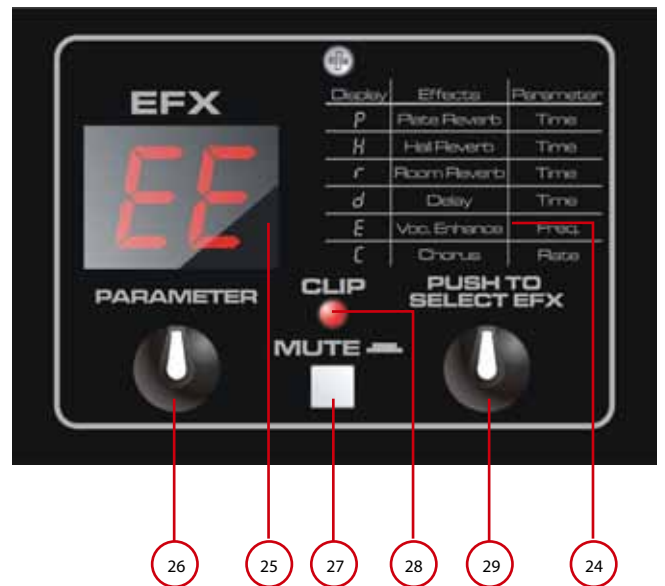 EFX
EE
Display Effects Parameter
P Plate Reverb Time
H Hall Reverb Time
r Room Reverb Time
d Delay Time
E Voc. Enhance Freq.
C Chorus Rate
PARAMETER
CLIP
PUSH TO
SELECT EFX
MUTE
26 25 27 28 29 24